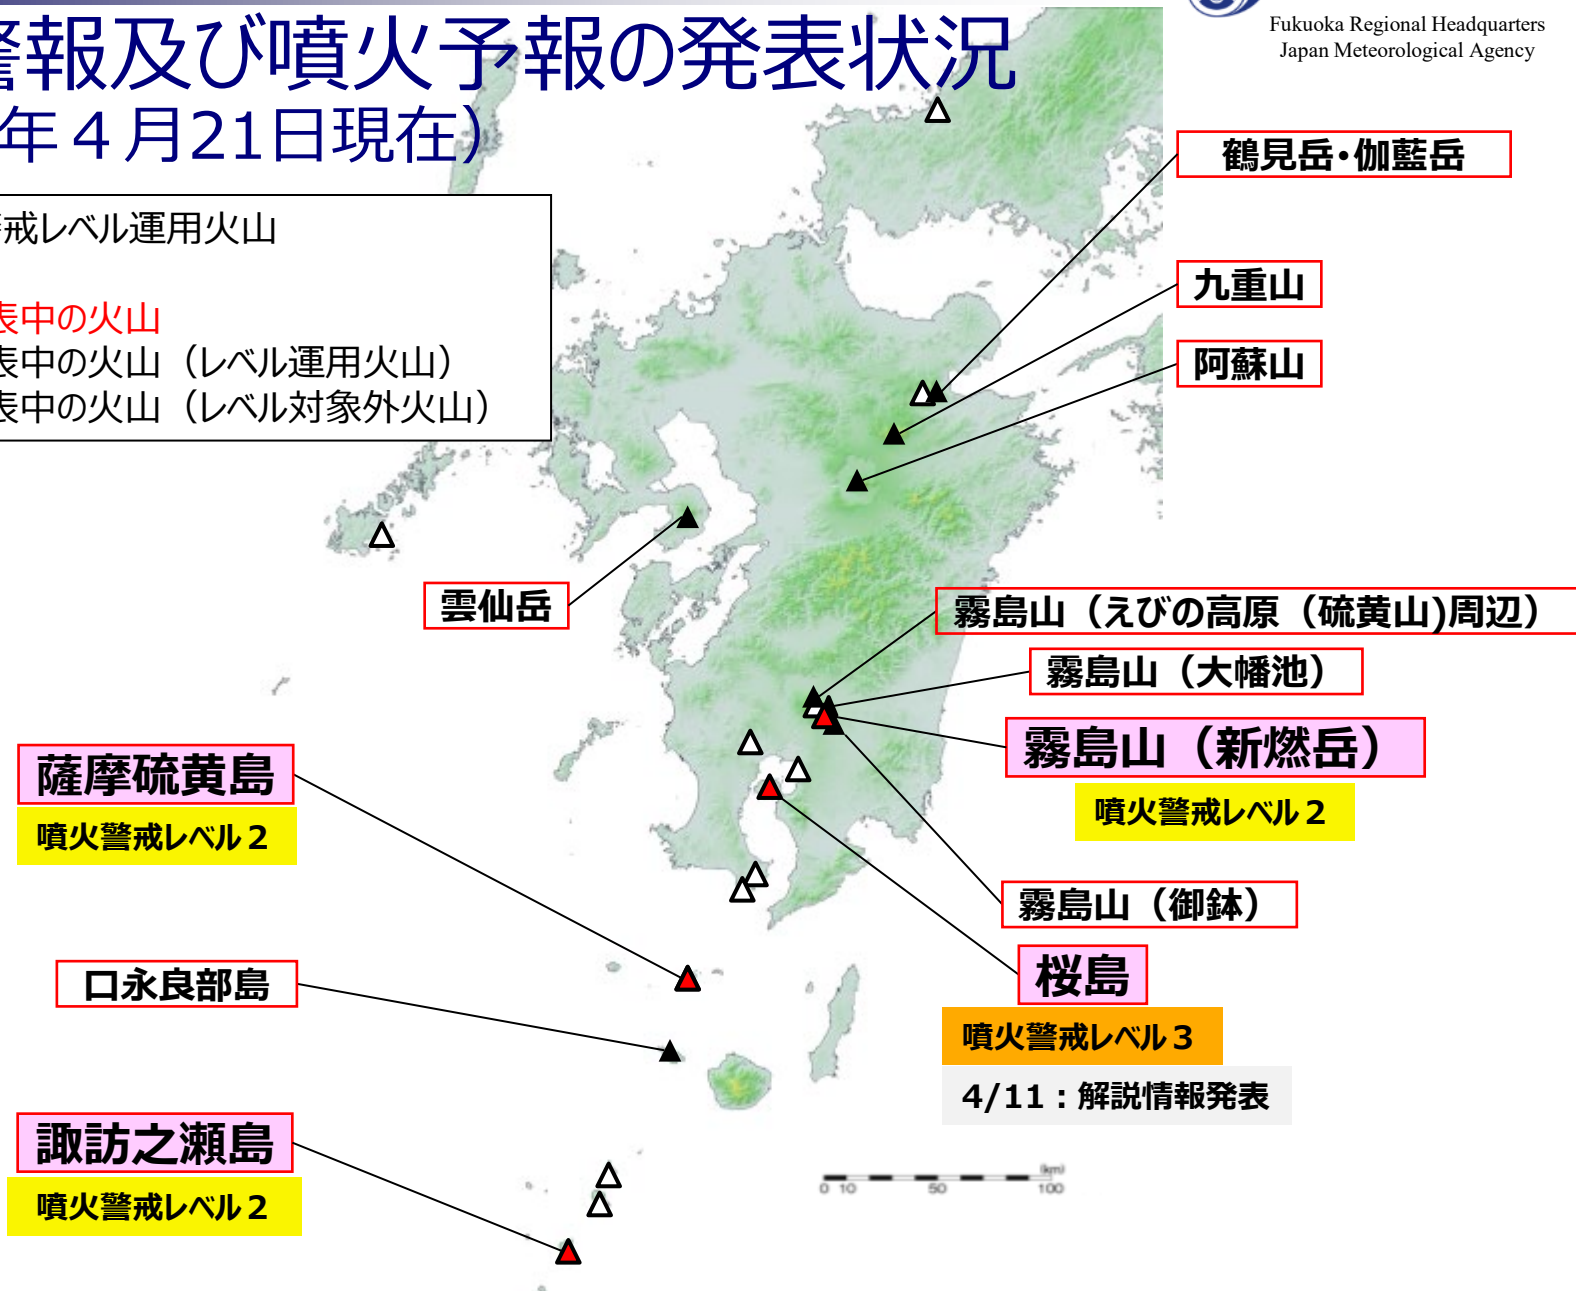 警報及び噴火予報の発表状況
年４月21日現在）
Fukuoka Regional Headquarters
Japan Meteorological Agency
戒レベル運用火山
表中の火山
表中の火山（レベル運用火山）
表中の火山（レベル対象外火山）
鶴見岳・伽藍岳
九重山
阿蘇山
雲仙岳
霧島山（えびの高原（硫黄山)周辺）
霧島山（大幡池）
霧島山（新燃岳）
噴火警戒レベル２
薩摩硫黄島
噴火警戒レベル２
霧島山（御鉢）
桜島
噴火警戒レベル３
4/11：解説情報発表
口永良部島
諏訪之瀬島
噴火警戒レベル２
(km)
0 10 50 100